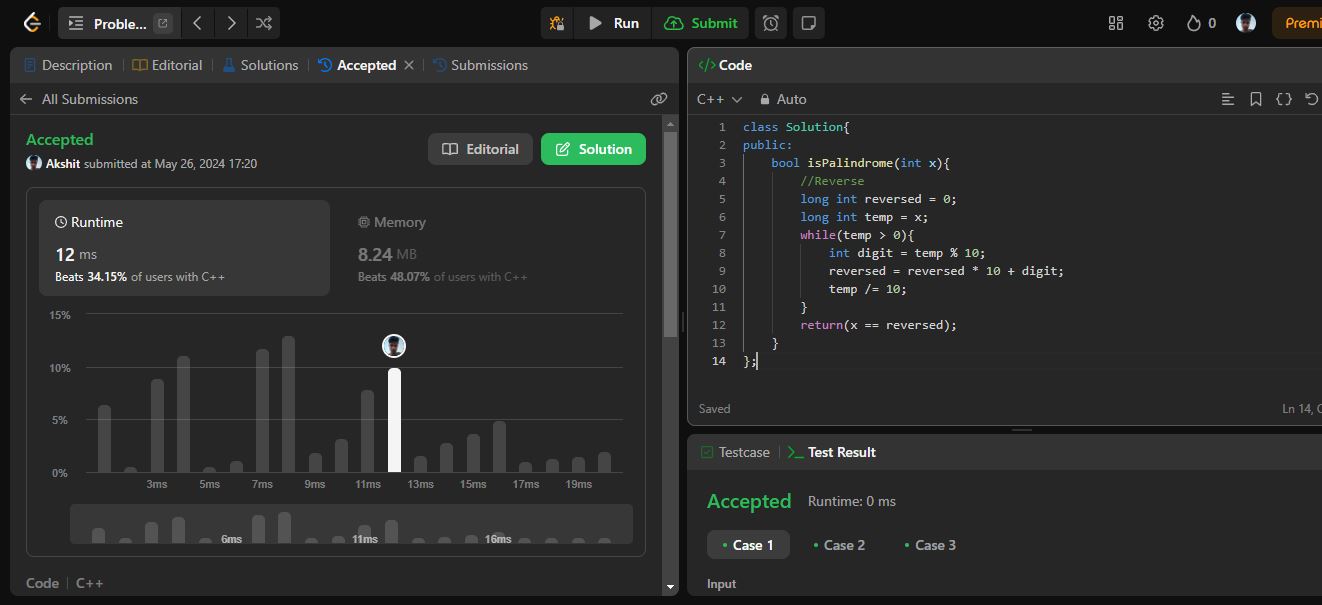 Proble... Run Submit 0 Premi
Description Editorial Solutions Accepted Submissions
All Submissions
Accepted
Akshit submitted at May 26, 2024 17:20
Editorial Solution
Runtime
12 ms
Beats 34.15% of users with C++
Memory
8.24 MB
Beats 48.07% of users with C++
15%
10%
5%
0%
3ms 5ms 7ms 9ms 11ms 13ms 15ms 17ms 19ms
6ms 11ms 16ms
Code C++
</> Code
C++ Auto
1 class Solution{
2 public:
3 bool isPalindrome(int x){
4 //Reverse
5 long int reversed = 0;
6 long int temp = x;
7 while(temp > 0){
8 int digit = temp % 10;
9 reversed = reversed * 10 + digit;
10 temp /= 10;
11 }
12 return(x == reversed);
13 }
14 };
Saved Ln 14, C
Testcase Test Result
Accepted Runtime: 0 ms
Case 1 Case 2 Case 3
Input